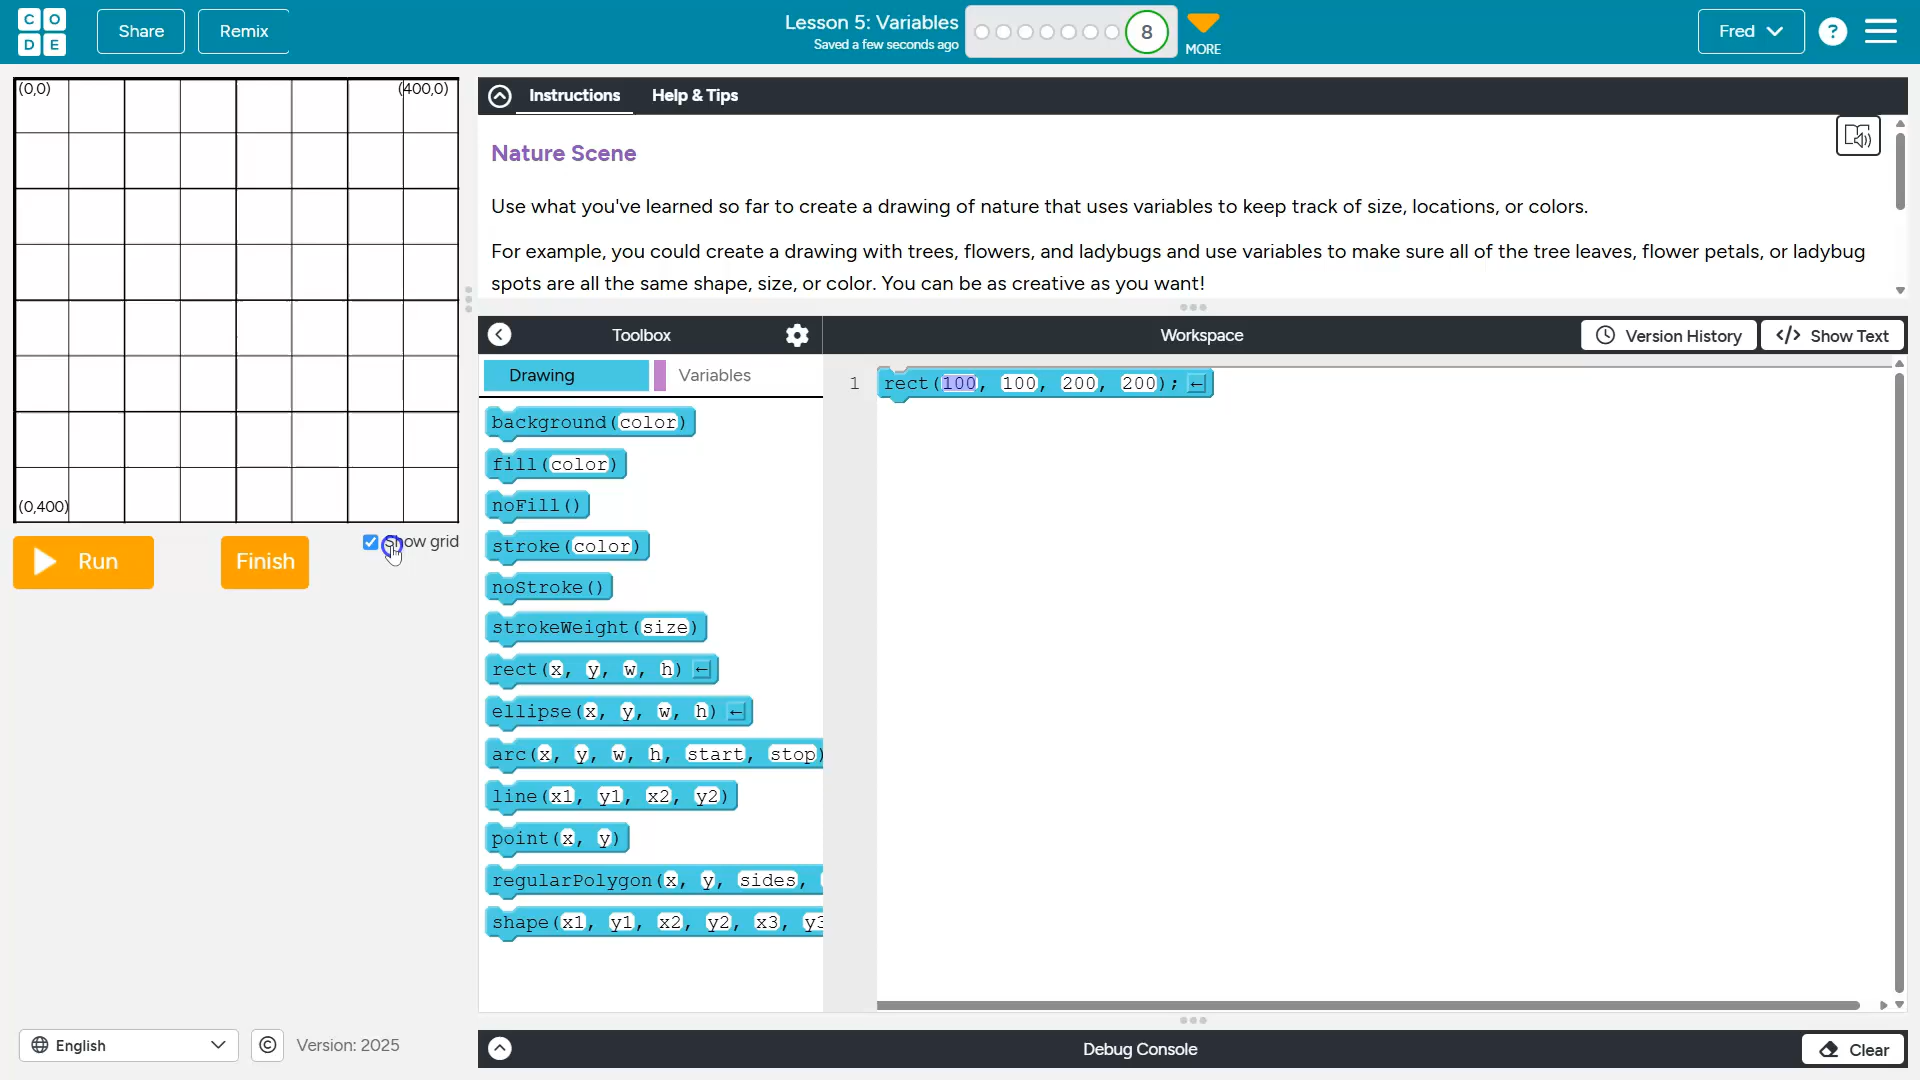 CODE
Share
Remix
Lesson 5: Variables
Saved a few seconds ago
8
MORE
Fred
?
(0,0)
(400,0)
(0,400)
Run
Finish
Show grid
Instructions
Help & Tips
Nature Scene
Use what you've learned so far to create a drawing of nature that uses variables to keep track of size, locations, or colors.
For example, you could create a drawing with trees, flowers, and ladybugs and use variables to make sure all of the tree leaves, flower petals, or ladybug
spots are all the same shape, size, or color. You can be as creative as you want!
Toolbox
Workspace
Version History
</> Show Text
Drawing
Variables
background(color)
fill(color)
noFill()
stroke(color)
noStroke()
strokeWeight(size)
rect(x, y, w, h) ←
ellipse(x, y, w, h) ←
arc(x, y, w, h, start, stop)
line(x1, y1, x2, y2)
point(x, y)
regularPolygon(x, y, sides,
shape(x1, y1, x2, y2, x3, y3
1
rect(100, 100, 200, 200); ←
English
©
Version: 2025
Debug Console
Clear